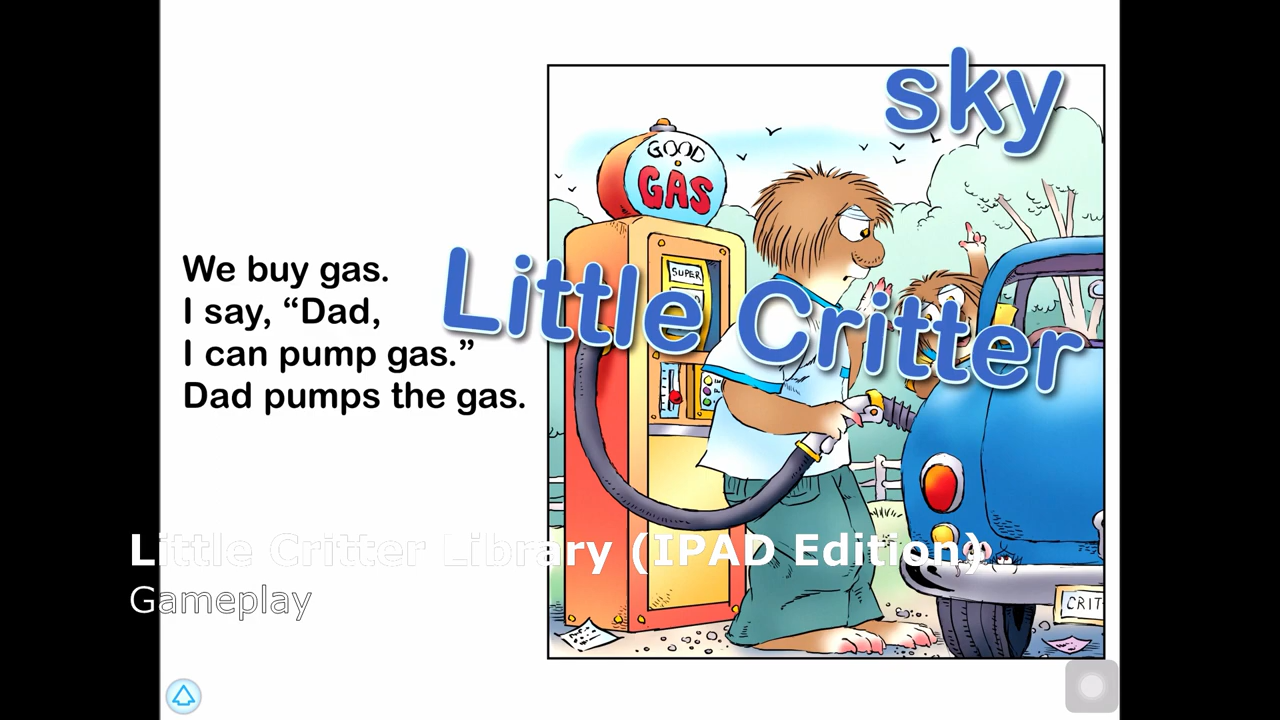 sky
GOOD
GAS
SUPER
We buy gas.
I say, “Dad,
I can pump gas.”
Dad pumps the gas.
Little Critter
Little Critter Library (IPAD Edition)
Gameplay
CRIT